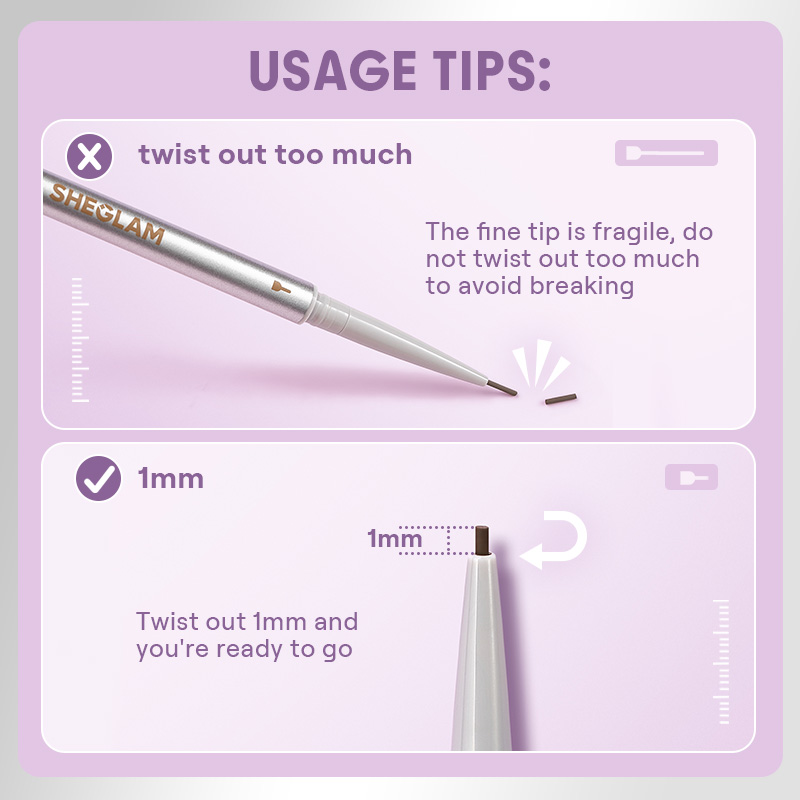 USAGE TIPS:
twist out too much
SHEGLAM
The fine tip is fragile, do
not twist out too much
to avoid breaking
1mm
1mm
Twist out 1mm and
you're ready to go